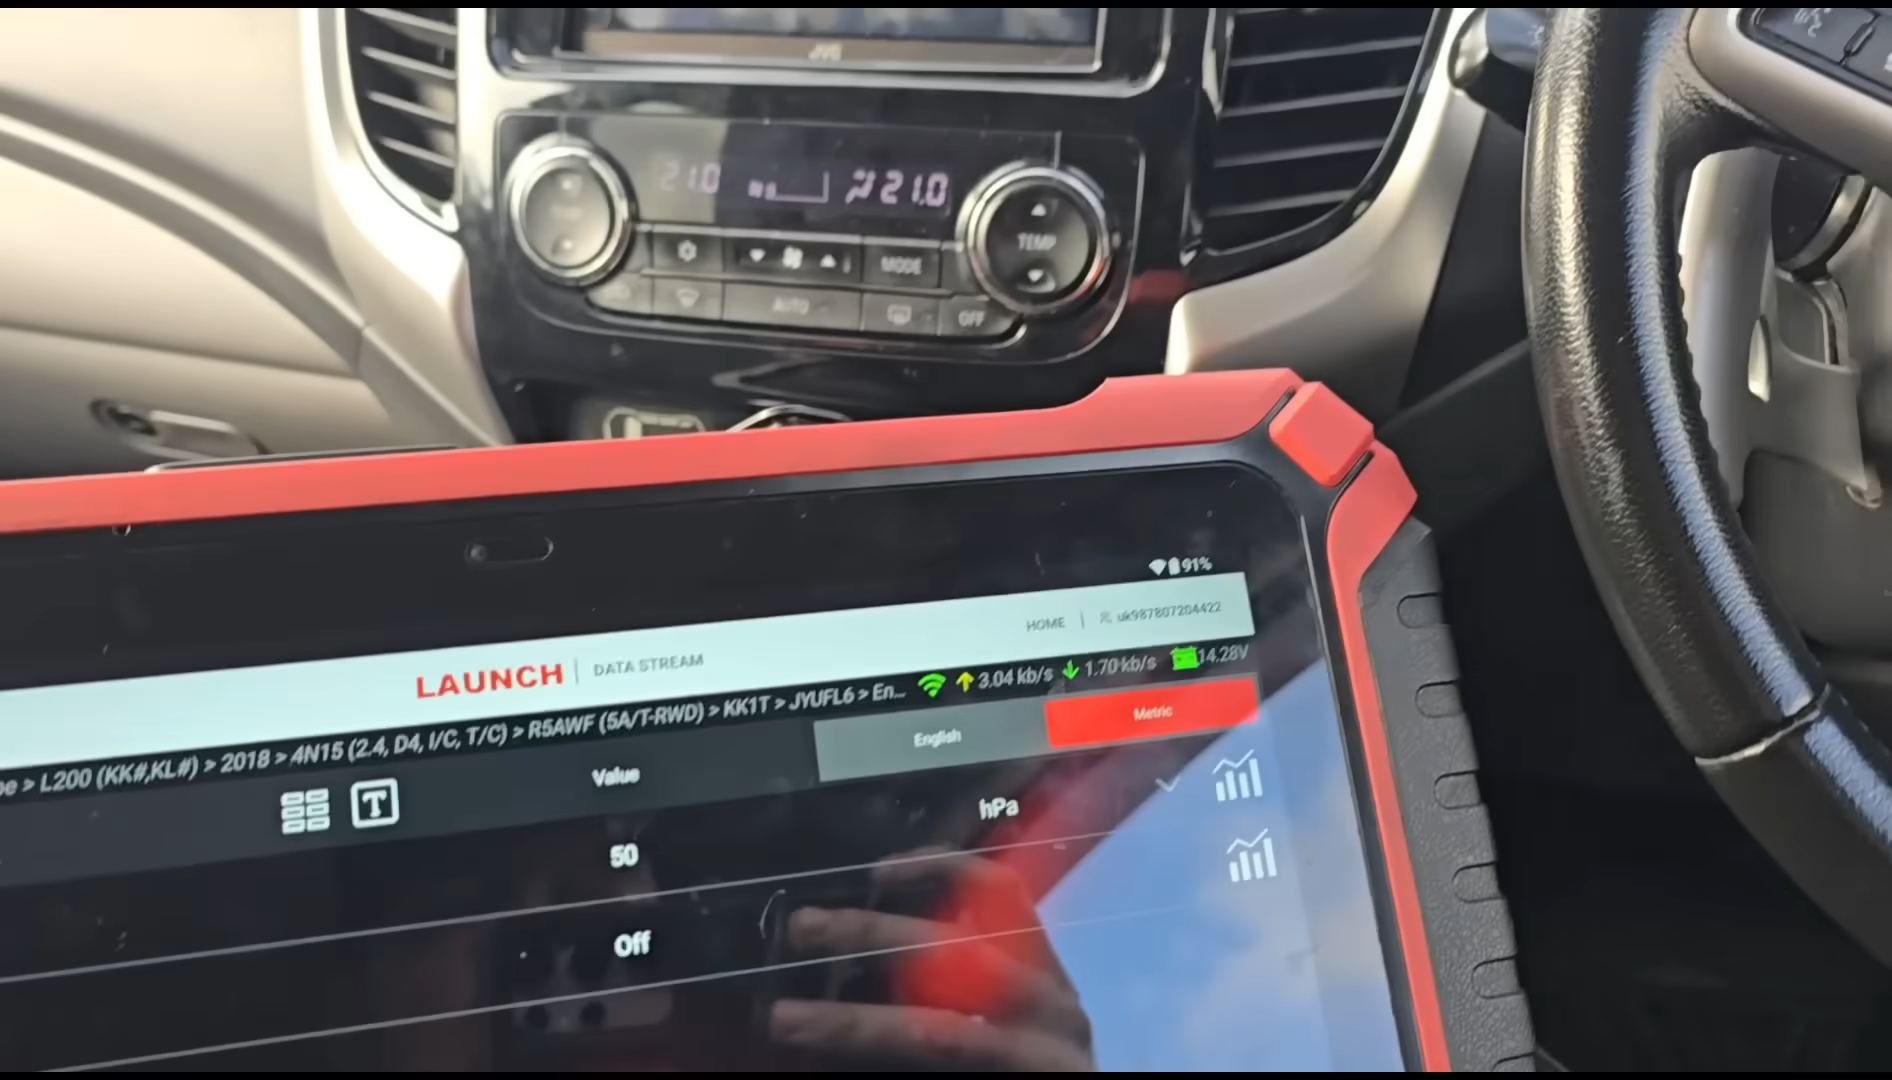 JVC
21.0 21.0
TEMP
MODE
AUTO
OFF
91%
LAUNCH DATA STREAM
HOME uk987807204422
> L200 (KK#,KL#) > 2018 > 4N15 (2.4, D4, I/C, T/C) > R5AWF (5A/T-RWD) > KK1T > JYUFL6 > En... 3.04 kb/s 1.70 kb/s 14.28V
T Value English Metric
50 hPa
Off